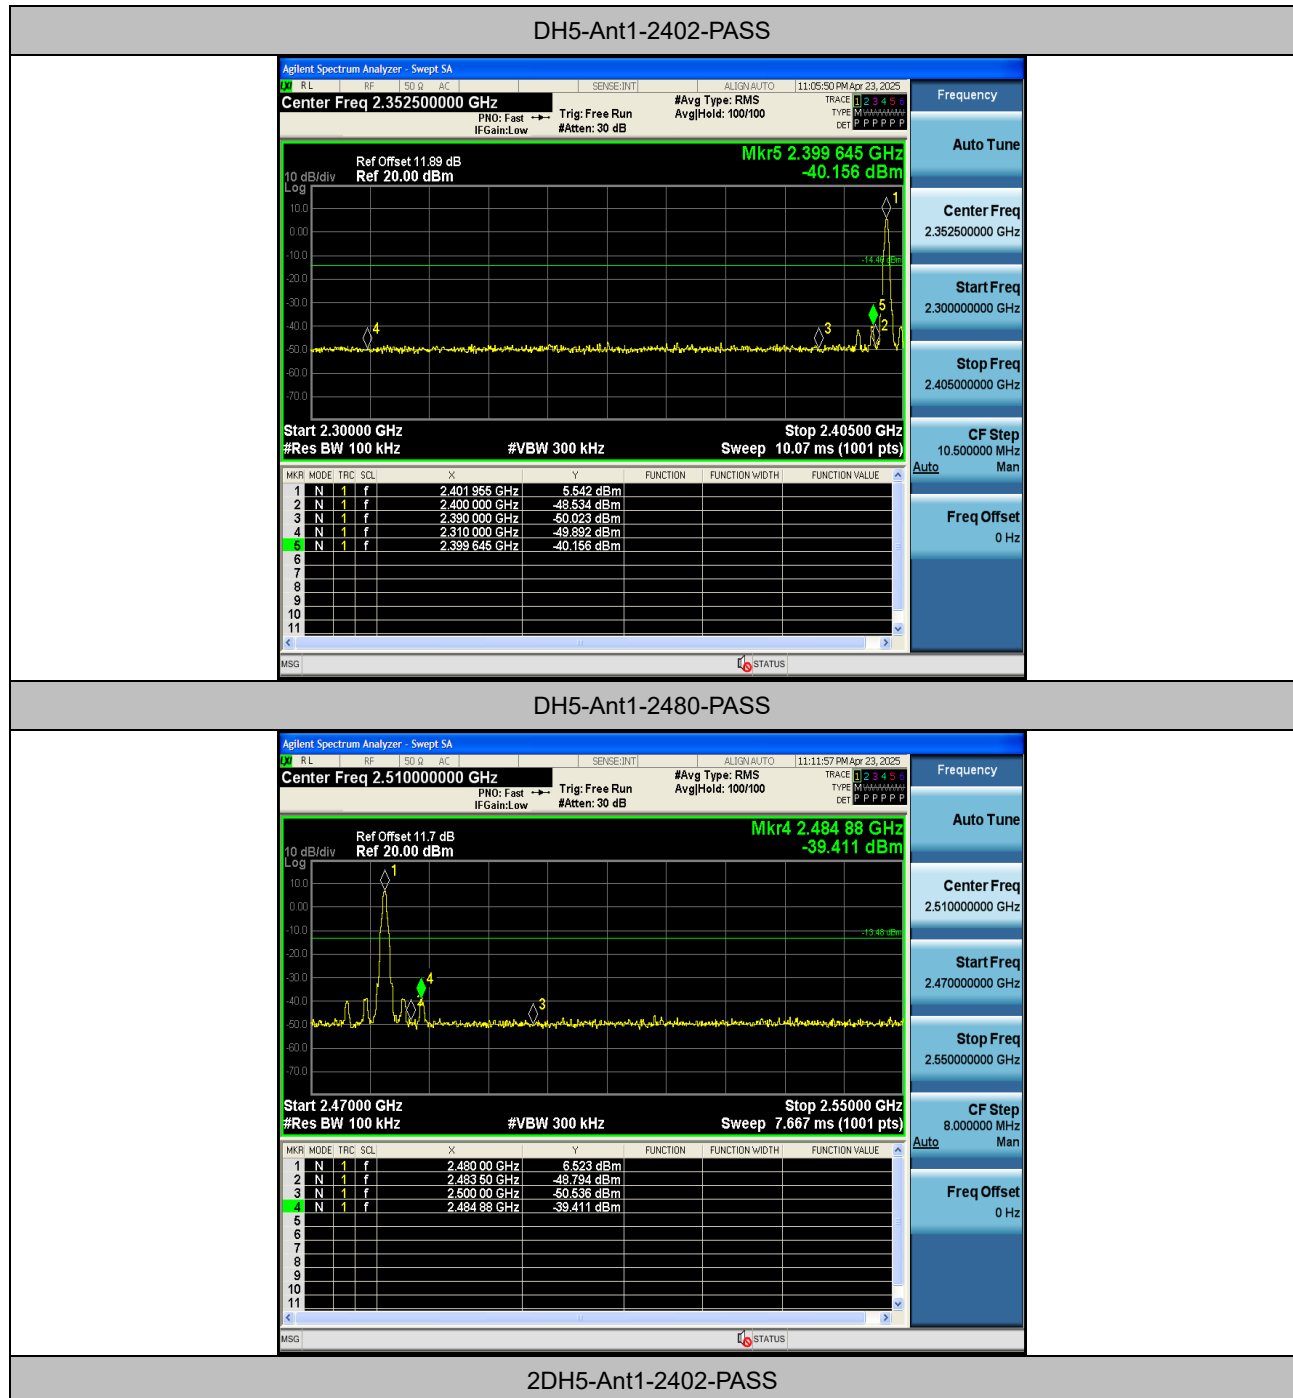 DH5-Ant1-2402-PASS
Agilent Spectrum Analyzer - Swept SA
LXI RL RF 50 Ω AC SENSE:INT ALIGN AUTO 11:05:50 PM Apr 23, 2025
Center Freq 2.352500000 GHz #Avg Type: RMS TRACE 1 2 3 4 5 6
PNO: Fast Trig: Free Run Avg|Hold: 100/100 TYPE M
IFGain:Low #Atten: 30 dB DET P P P P P P
Mkr5 2.399 645 GHz
-40.156 dBm
Ref Offset 11.89 dB
10 dB/div Ref 20.00 dBm
Log
10.0
0.00
-10.0
-20.0
-30.0
-40.0
-50.0
-60.0
-70.0
1
-14.46 dBm
5
4
3
2
Start 2.30000 GHz Stop 2.40500 GHz
#Res BW 100 kHz #VBW 300 kHz Sweep 10.07 ms (1001 pts)
MKR MODE TRC SCL X Y FUNCTION FUNCTION WIDTH FUNCTION VALUE
1 N 1 f 2.401 955 GHz 5.542 dBm
2 N 1 f 2.400 000 GHz -48.534 dBm
3 N 1 f 2.390 000 GHz -50.023 dBm
4 N 1 f 2.310 000 GHz -49.892 dBm
5 N 1 f 2.399 645 GHz -40.156 dBm
6
7
8
9
10
11
MSG STATUS
Frequency
Auto Tune
Center Freq
2.352500000 GHz
Start Freq
2.300000000 GHz
Stop Freq
2.405000000 GHz
CF Step
10.500000 MHz
Auto Man
Freq Offset
0 Hz
DH5-Ant1-2480-PASS
Agilent Spectrum Analyzer - Swept SA
LXI RL RF 50 Ω AC SENSE:INT ALIGN AUTO 11:11:57 PM Apr 23, 2025
Center Freq 2.510000000 GHz #Avg Type: RMS TRACE 1 2 3 4 5 6
PNO: Fast Trig: Free Run Avg|Hold: 100/100 TYPE M
IFGain:Low #Atten: 30 dB DET P P P P P P
Mkr4 2.484 88 GHz
-39.411 dBm
Ref Offset 11.7 dB
10 dB/div Ref 20.00 dBm
Log
10.0
0.00
-10.0
-20.0
-30.0
-40.0
-50.0
-60.0
-70.0
1
-13.48 dBm
4
2
3
Start 2.47000 GHz Stop 2.55000 GHz
#Res BW 100 kHz #VBW 300 kHz Sweep 7.667 ms (1001 pts)
MKR MODE TRC SCL X Y FUNCTION FUNCTION WIDTH FUNCTION VALUE
1 N 1 f 2.480 00 GHz 6.523 dBm
2 N 1 f 2.483 50 GHz -48.794 dBm
3 N 1 f 2.500 00 GHz -50.536 dBm
4 N 1 f 2.484 88 GHz -39.411 dBm
5
6
7
8
9
10
11
MSG STATUS
Frequency
Auto Tune
Center Freq
2.510000000 GHz
Start Freq
2.470000000 GHz
Stop Freq
2.550000000 GHz
CF Step
8.000000 MHz
Auto Man
Freq Offset
0 Hz
2DH5-Ant1-2402-PASS